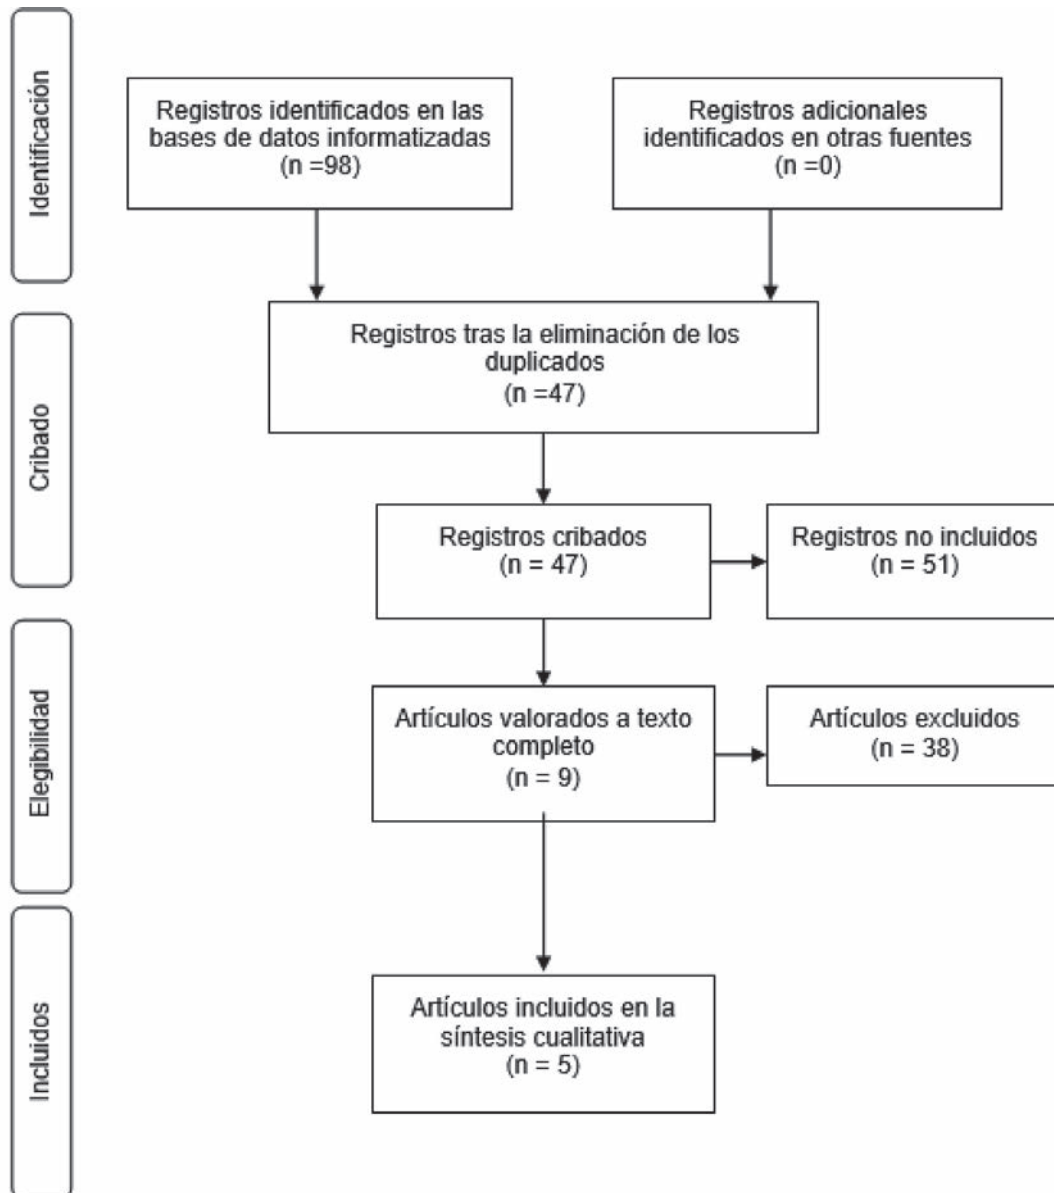 Identificación
Registros identificados en las
bases de datos informatizadas
(n =98)
Registros adicionales
identificados en otras fuentes
(n =0)
Cribado
Registros tras la eliminación de los
duplicados
(n =47)
Registros cribados
(n = 47)
Registros no incluidos
(n = 51)
Elegibilidad
Artículos valorados a texto
completo
(n = 9)
Artículos excluidos
(n = 38)
Incluidos
Artículos incluidos en la
síntesis cualitativa
(n = 5)